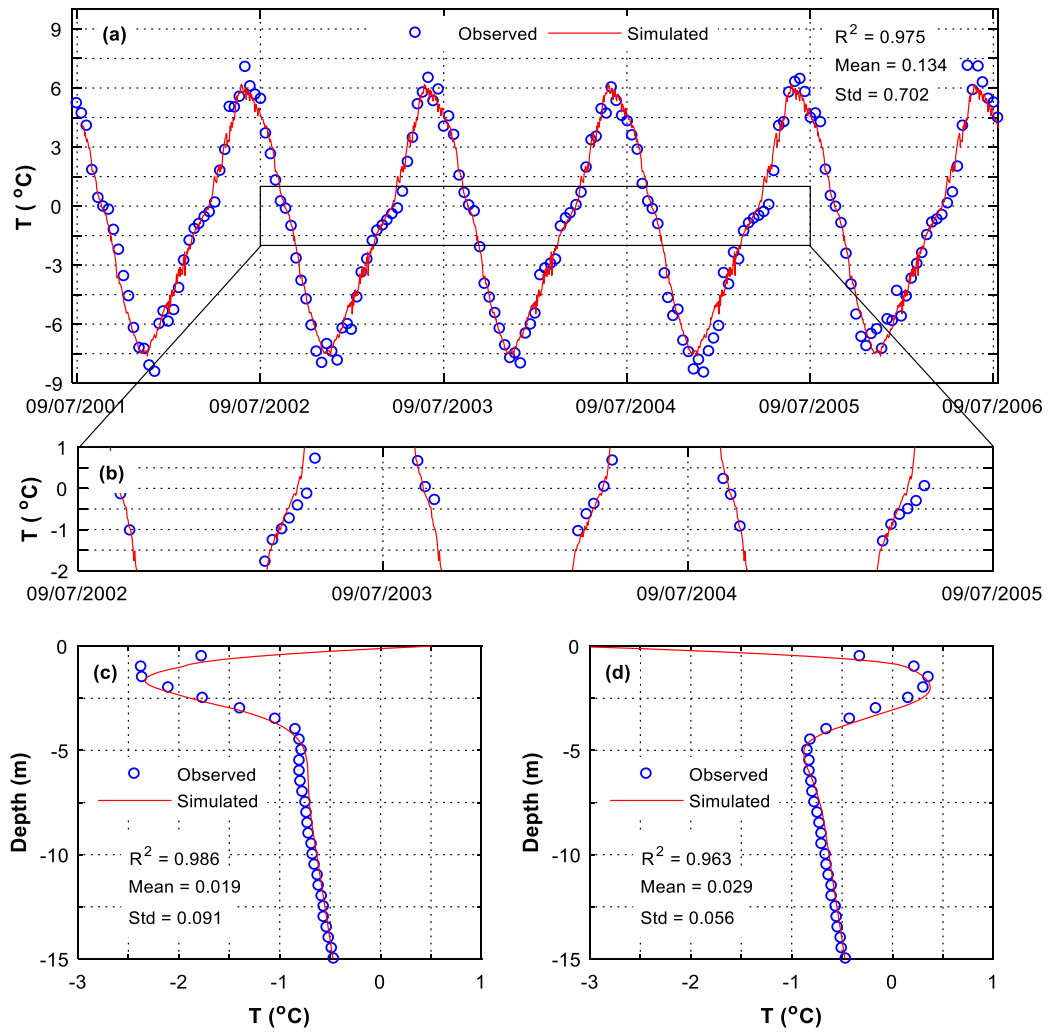 (a)
Observed
Simulated
R2 = 0.975
Mean = 0.134
Std = 0.702
T ( oC)
9
6
3
0
-3
-6
-9
09/07/2001
09/07/2002
09/07/2003
09/07/2004
09/07/2005
09/07/2006
(b)
T ( oC)
1
0
-1
-2
09/07/2002
09/07/2003
09/07/2004
09/07/2005
(c)
Depth (m)
0
-5
-10
-15
Observed
Simulated
R2 = 0.986
Mean = 0.019
Std = 0.091
-3
-2
-1
0
1
T (oC)
(d)
Depth (m)
0
-5
-10
-15
Observed
Simulated
R2 = 0.963
Mean = 0.029
Std = 0.056
-3
-2
-1
0
1
T (oC)